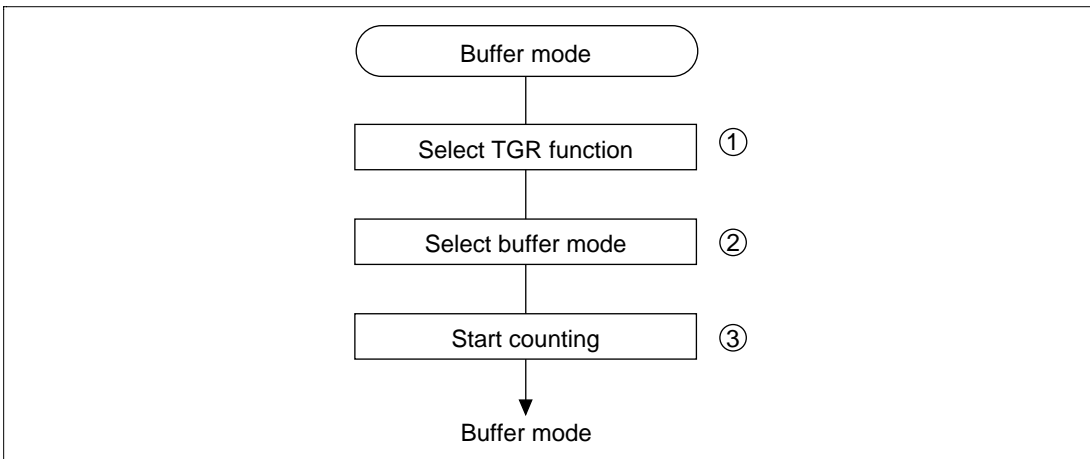 Buffer mode
Select TGR function ①
Select buffer mode ②
Start counting ③
Buffer mode